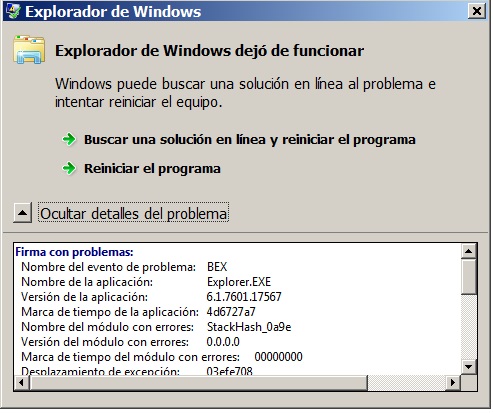 Explorador de Windows
Explorador de Windows dejó de funcionar
Windows puede buscar una solución en línea al problema e
intentar reiniciar el equipo.
Buscar una solución en línea y reiniciar el programa
Reiniciar el programa
Ocultar detalles del problema
Firma con problemas:
Nombre del evento de problema: BEX
Nombre de la aplicación: Explorer.EXE
Versión de la aplicación: 6.1.7601.17567
Marca de tiempo de la aplicación: 4d6727a7
Nombre del módulo con errores: StackHash_0a9e
Versión del módulo con errores: 0.0.0.0
Marca de tiempo del módulo con errores: 00000000
Desplazamiento de excepción: 03efe708